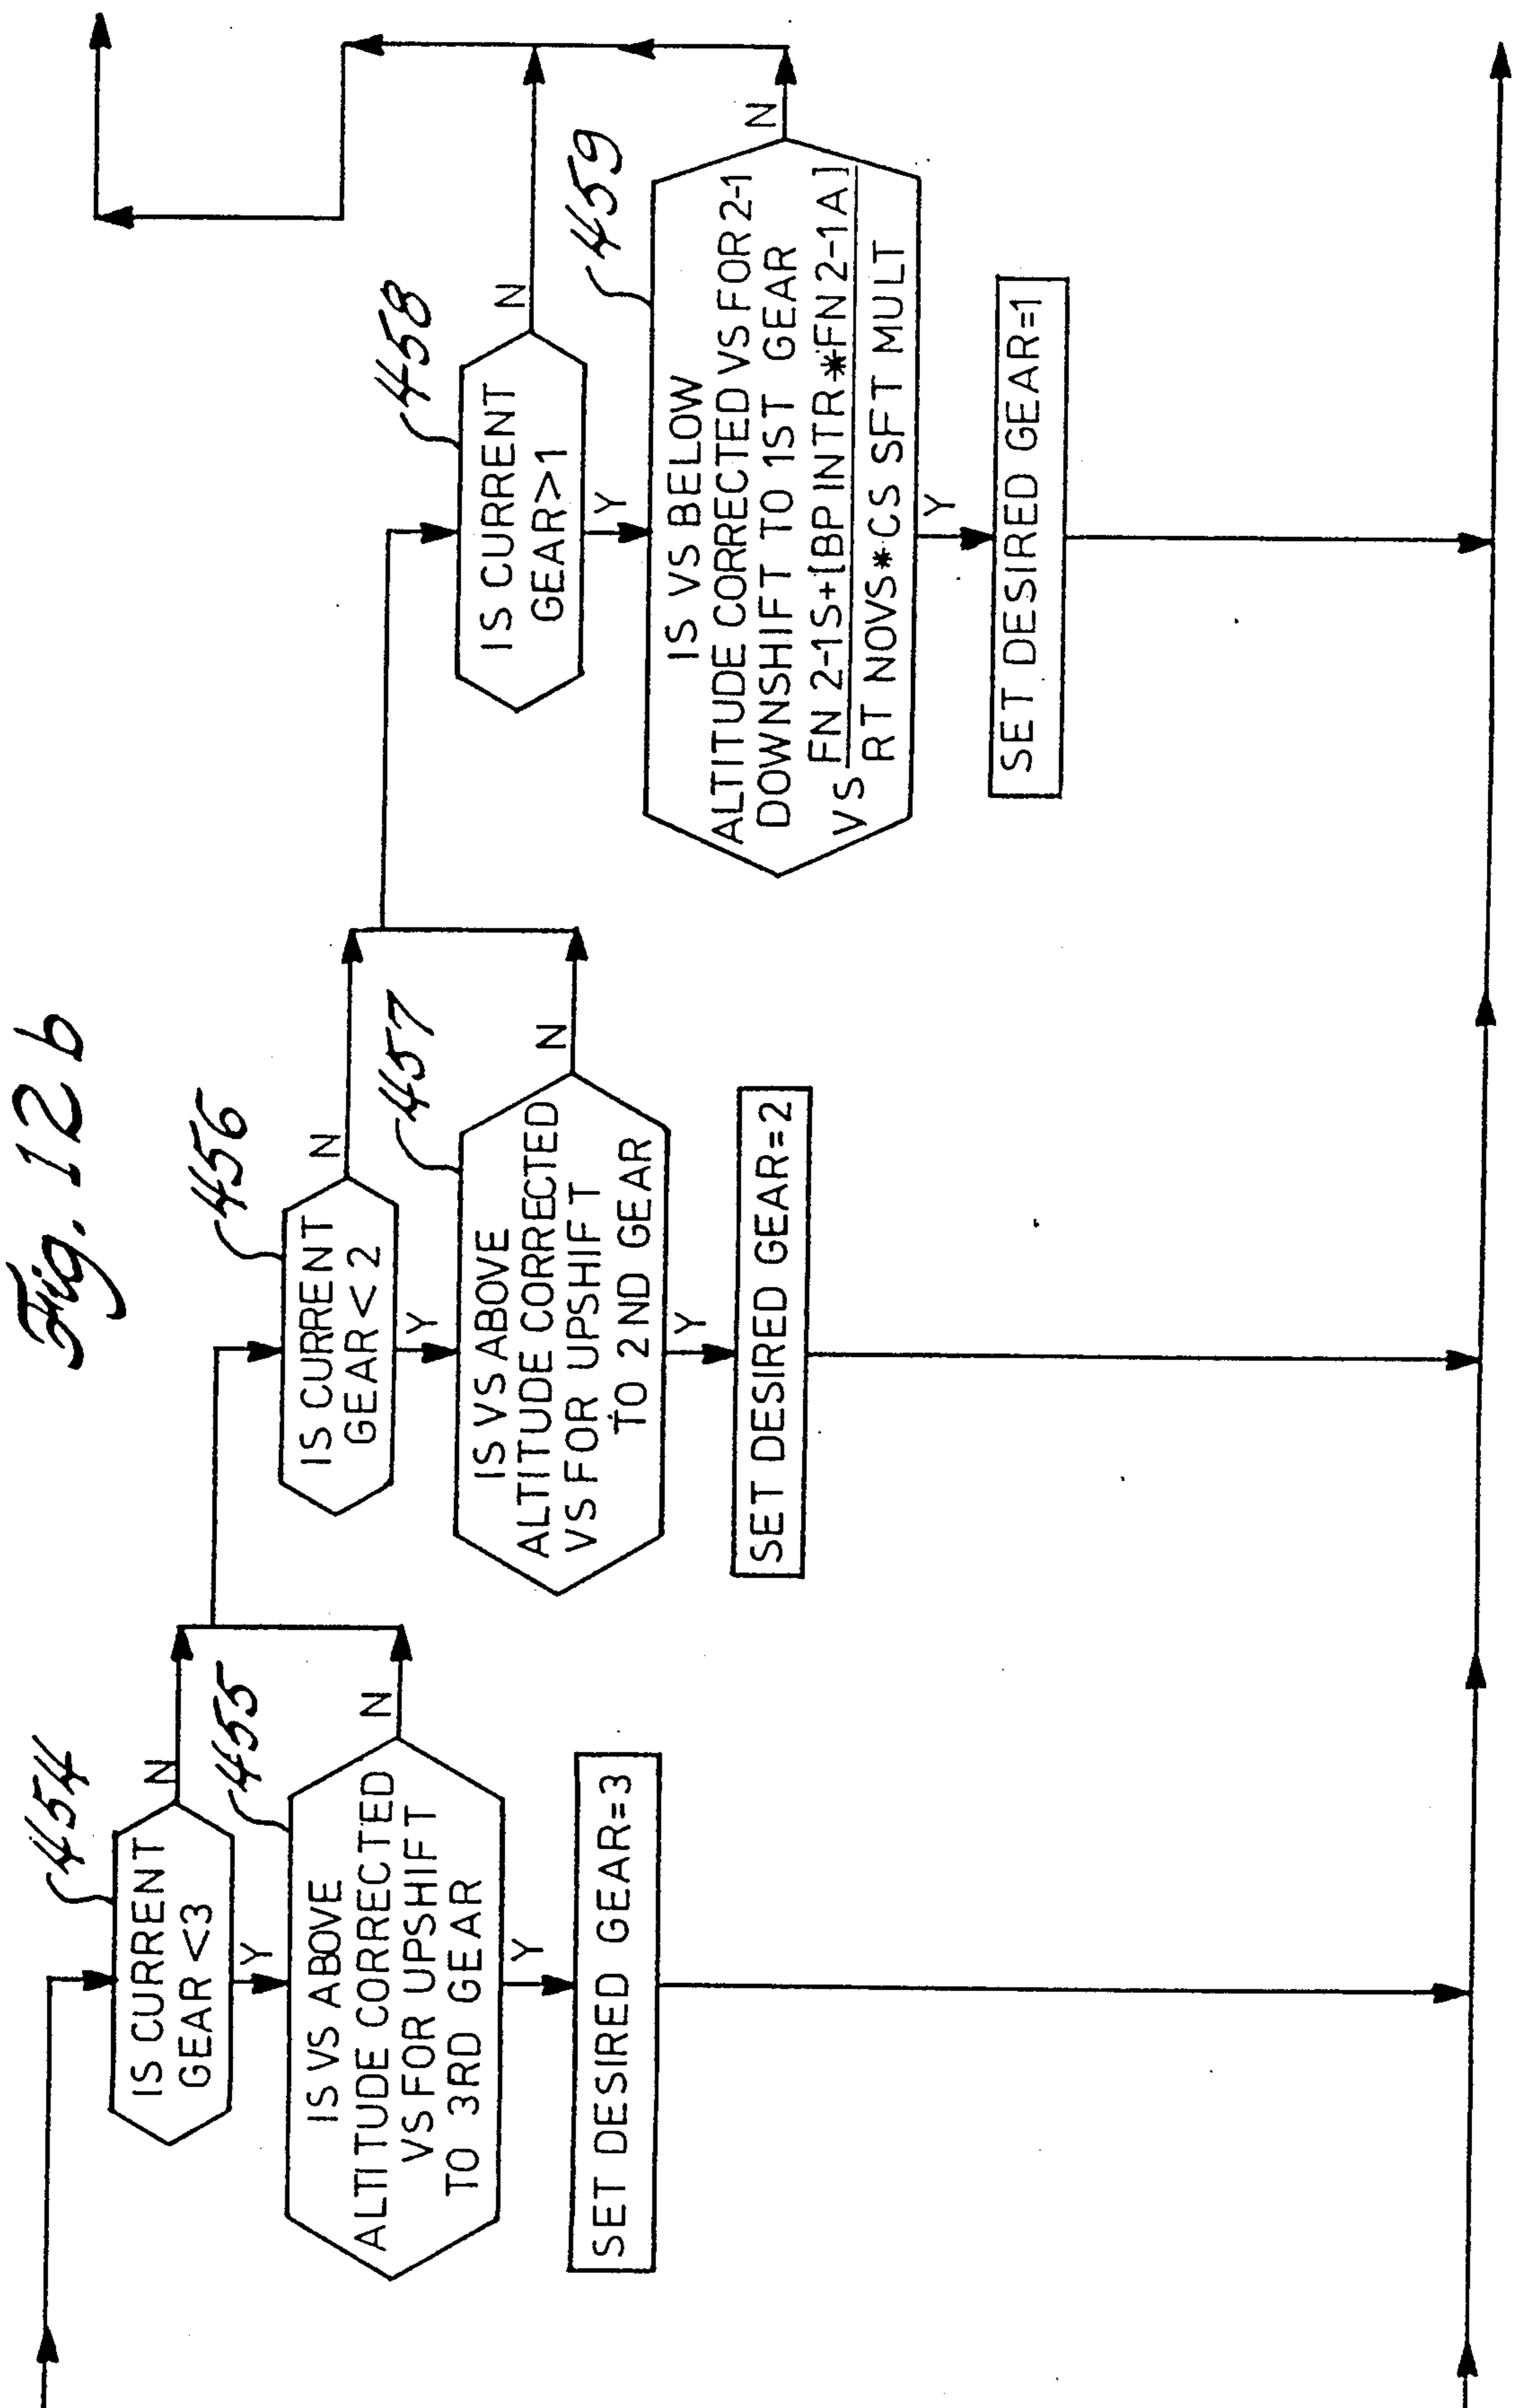 Fig. 12b
454
IS CURRENT
GEAR<3
N
Y
455
IS VS ABOVE
ALTITUDE CORRECTED
VS FOR UPSHIFT
TO 3RD GEAR
N
Y
SET DESIRED GEAR=3
456
IS CURRENT
GEAR<2
N
Y
457
IS VS ABOVE
ALTITUDE CORRECTED
VS FOR UPSHIFT
TO 2ND GEAR
N
Y
SET DESIRED GEAR=2
458
IS CURRENT
GEAR>1
N
Y
459
IS VS BELOW
ALTITUDE CORRECTED VS FOR 2-1
DOWNSHIFT TO 1ST GEAR
VS FN 2-1S+[BP INTR*FN 2-1A]
RT NOVS*CS SFT MULT
N
Y
SET DESIRED GEAR=1